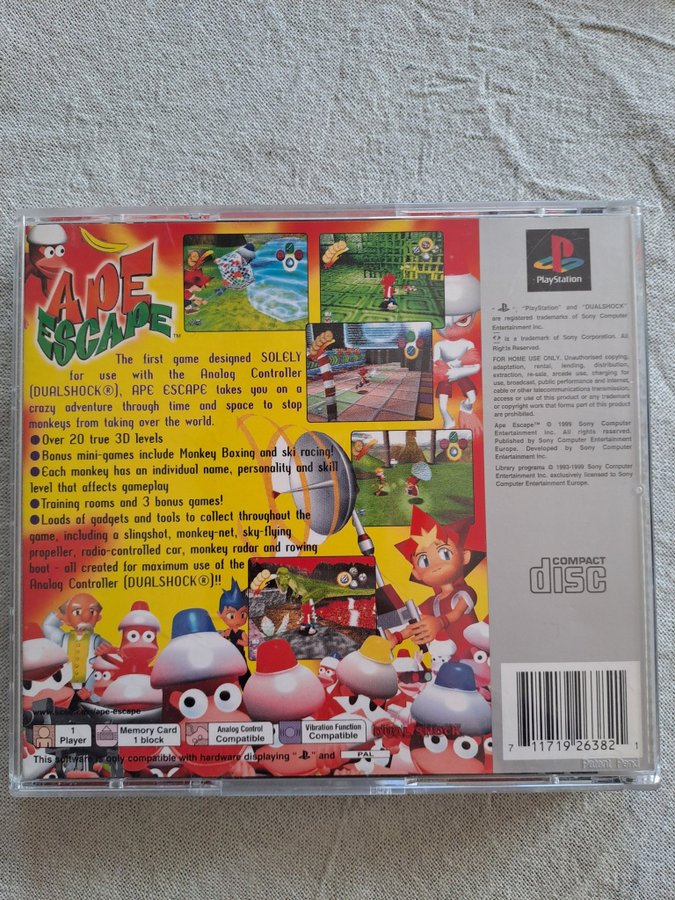 APE
ESCAPE™
The first game designed SOLELY
for use with the Analog Controller
(DUALSHOCK®), APE ESCAPE takes you on a
crazy adventure through time and space to stop
monkeys from taking over the world.
●Over 20 true 3D levels
●Bonus mini-games include Monkey Boxing and ski racing!
●Each monkey has an individual name, personality and skill
level that affects gameplay
●Training rooms and 3 bonus games!
●Loads of gadgets and tools to collect throughout the
game, including a slingshot, monkey-net, sky-flying
propeller, radio-controlled car, monkey radar and rowing
boat - all created for maximum use of the
Analog Controller (DUALSHOCK®)!!
1
Player
Memory Card
1 block
Analog Control
Compatible
Vibration Function
Compatible
DUAL SHOCK
This software is only compatible with hardware displaying " " and PAL
PlayStation
" ", "PlayStation" and "DUALSHOCK"
are registered trademarks of Sony Computer
Entertainment Inc.
is a trademark of Sony Corporation. All
Rights Reserved.
FOR HOME USE ONLY. Unauthorised copying,
adaptation, rental, lending, distribution,
extraction, re-sale, arcade use, charging for
use, broadcast, public performance and internet,
cable or other telecommunications transmission,
access or use of this product or any trademark
or copyright work that forms part of this product
are prohibited.
Ape Escape™ © 1999 Sony Computer
Entertainment Inc. All rights reserved.
Published by Sony Computer Entertainment
Europe. Developed by Sony Computer
Entertainment Inc.
Library programs © 1993-1999 Sony Computer
Entertainment Inc. exclusively licensed to Sony
Computer Entertainment Europe.
COMPACT
disc
7 11719 26382 1
Patent Pend